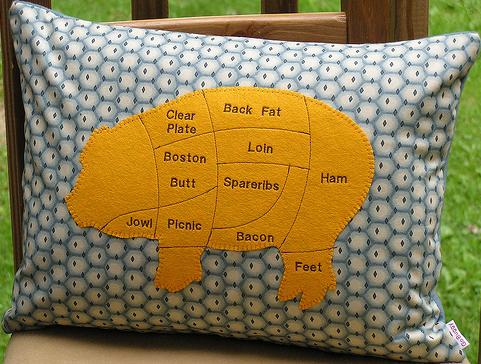 Clear
Plate
Back Fat
Boston
Butt
Loin
Spareribs
Ham
Jowl
Picnic
Bacon
Feet